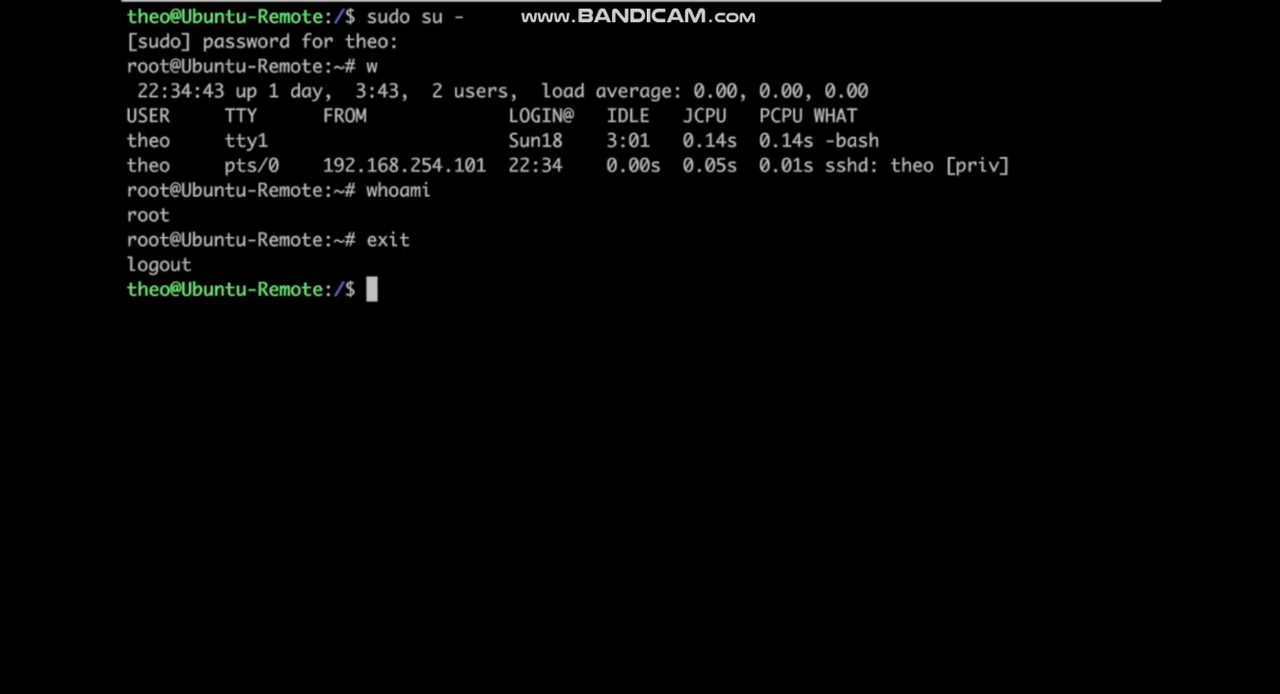 theo@Ubuntu-Remote:/$ sudo su -
www.BANDICAM.com
[sudo] password for theo:
root@Ubuntu-Remote:~# w
 22:34:43 up 1 day,  3:43,  2 users,  load average: 0.00, 0.00, 0.00
USER     TTY      FROM             LOGIN@   IDLE   JCPU   PCPU WHAT
theo     tty1                      Sun18    3:01   0.14s  0.14s -bash
theo     pts/0    192.168.254.101  22:34    0.00s  0.05s  0.01s sshd: theo [priv]
root@Ubuntu-Remote:~# whoami
root
root@Ubuntu-Remote:~# exit
logout
theo@Ubuntu-Remote:/$